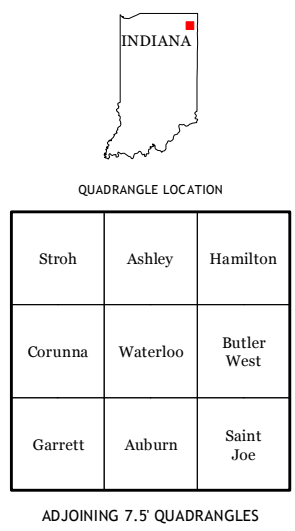 INDIANA
QUADRANGLE LOCATION
Stroh
Ashley
Hamilton
Corunna
Waterloo
Butler
West
Garrett
Auburn
Saint
Joe
ADJOINING 7.5' QUADRANGLES